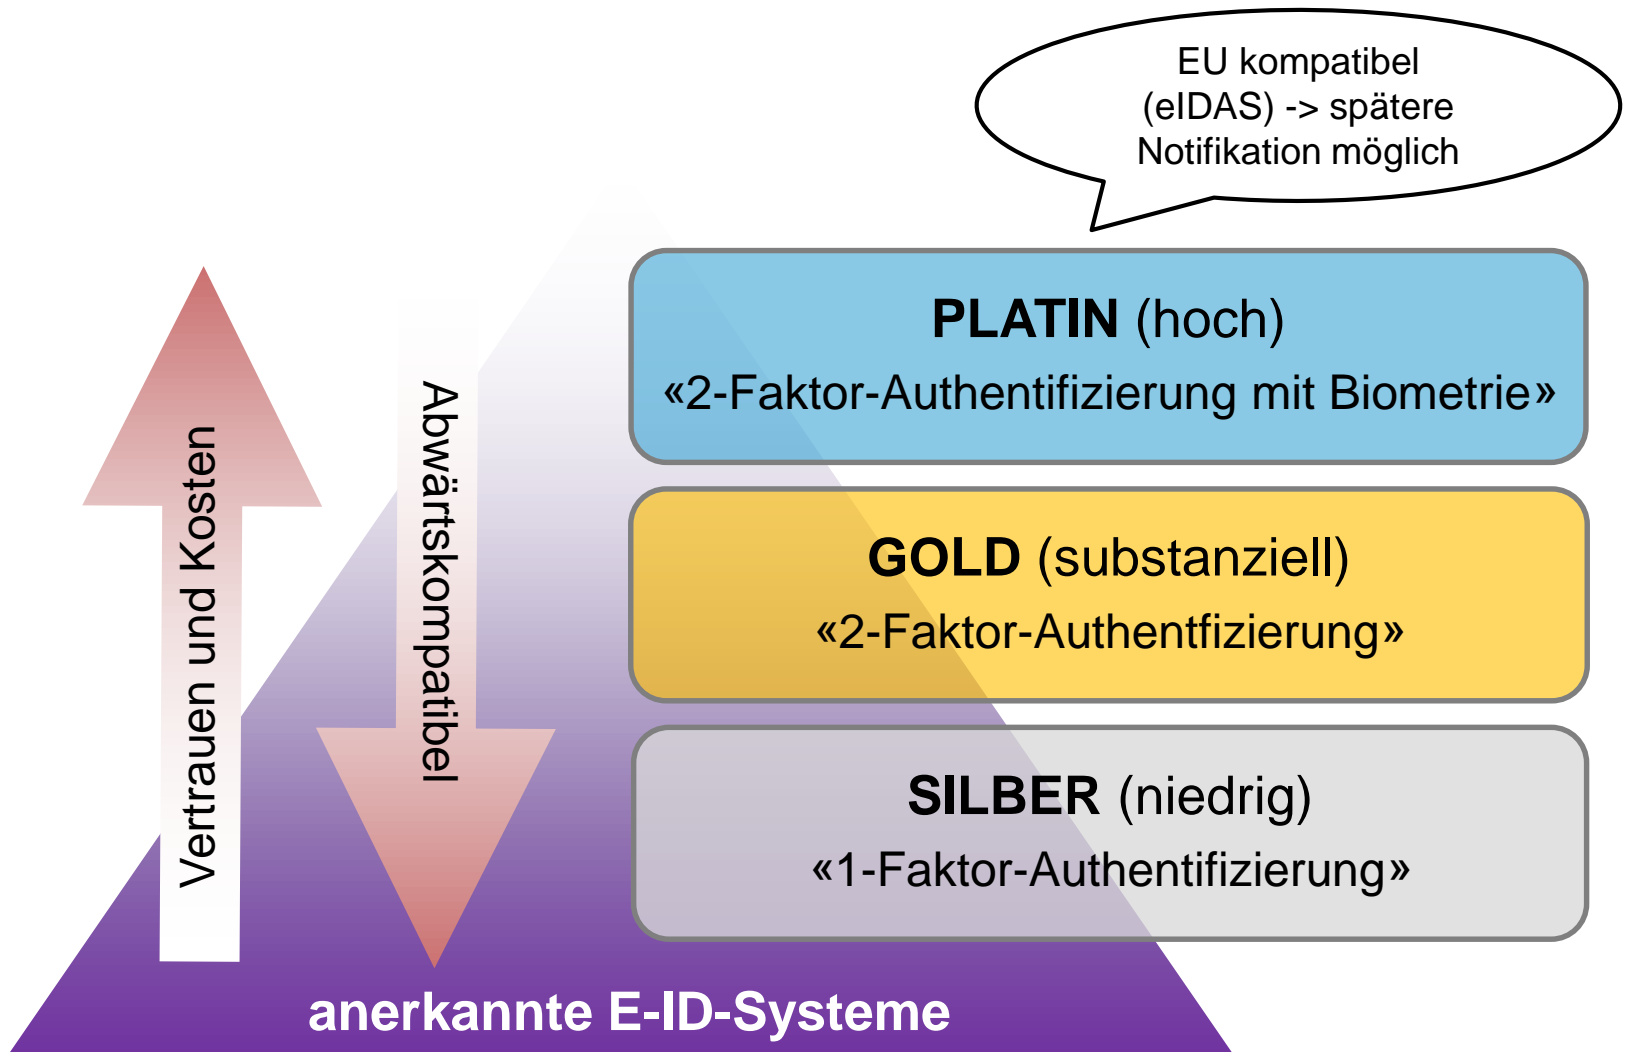 EU kompatibel
(eIDAS) -> spätere
Notifikation möglich
PLATIN (hoch)
«2-Faktor-Authentifizierung mit Biometrie»
GOLD (substanziell)
«2-Faktor-Authentfizierung»
SILBER (niedrig)
«1-Faktor-Authentifizierung»
Vertrauen und Kosten
Abwärtskompatibel
anerkannte E-ID-Systeme